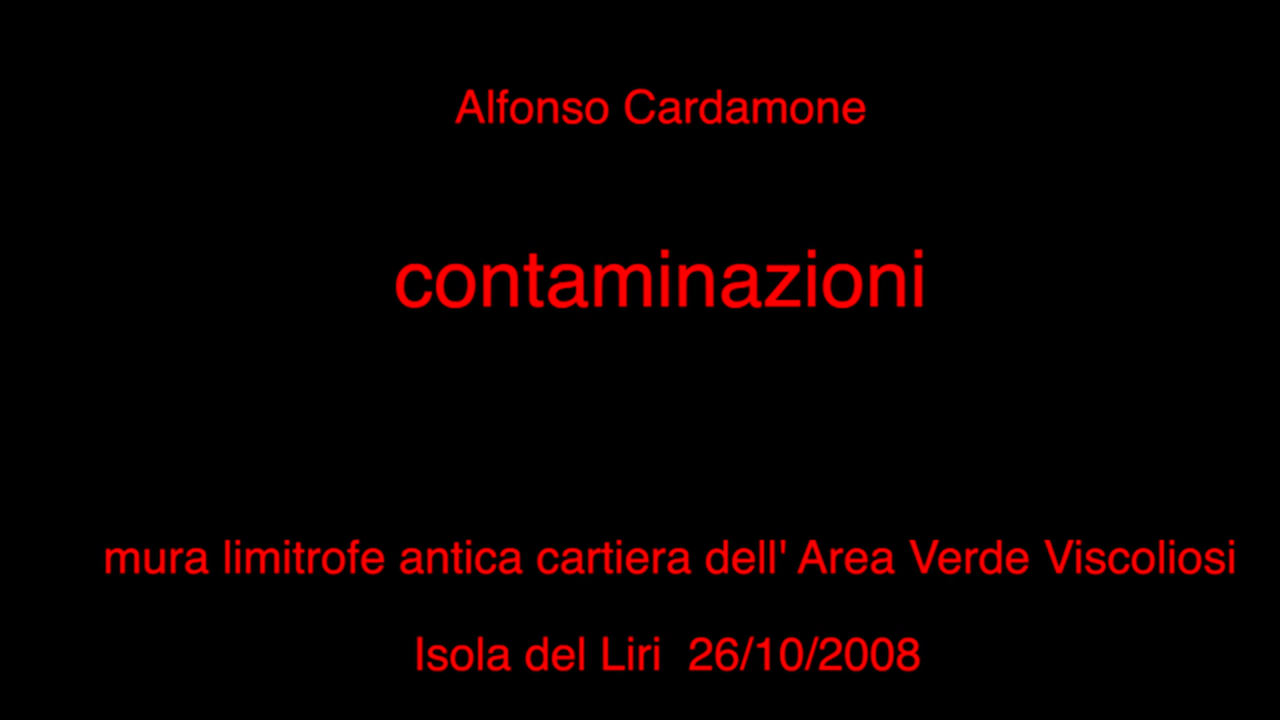 Alfonso Cardamone
contaminazioni
mura limitrofe antica cartiera dell' Area Verde Viscoliosi
Isola del Liri  26/10/2008